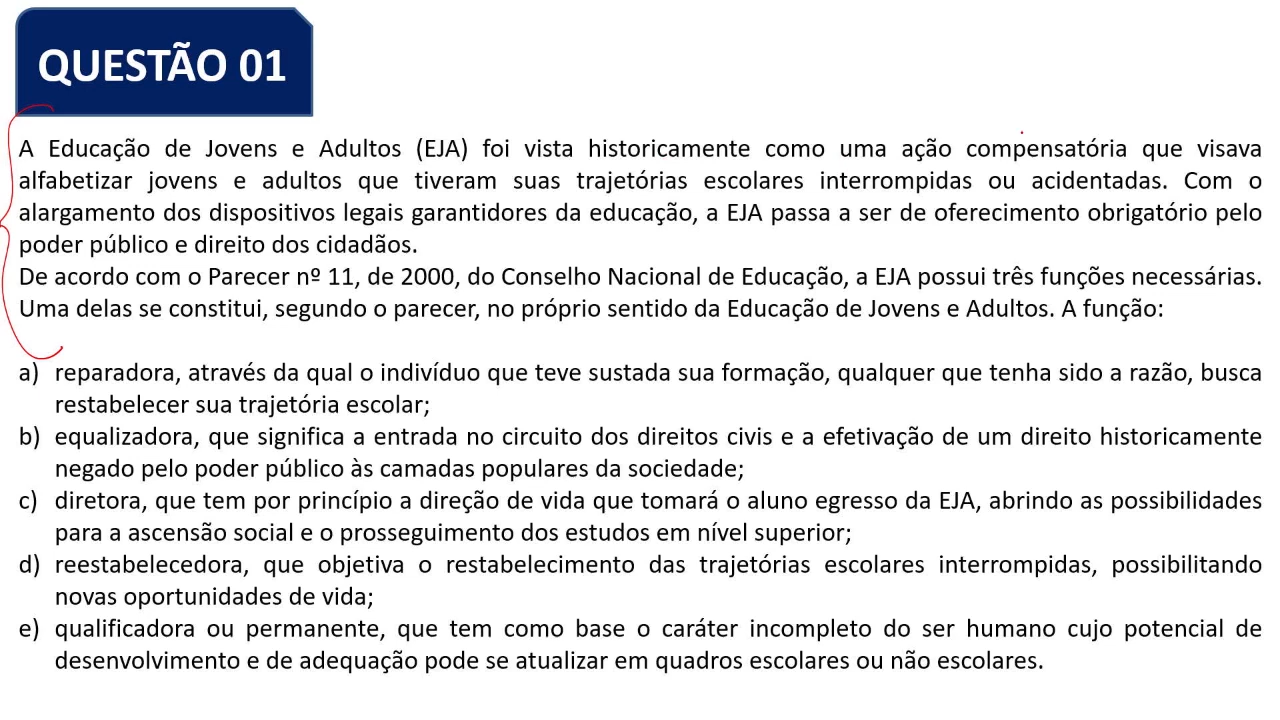 QUESTÃO 01
A Educação de Jovens e Adultos (EJA) foi vista historicamente como uma ação compensatória que visava
alfabetizar jovens e adultos que tiveram suas trajetórias escolares interrompidas ou acidentadas. Com o
alargamento dos dispositivos legais garantidores da educação, a EJA passa a ser de oferecimento obrigatório pelo
poder público e direito dos cidadãos.
De acordo com o Parecer nº 11, de 2000, do Conselho Nacional de Educação, a EJA possui três funções necessárias.
Uma delas se constitui, segundo o parecer, no próprio sentido da Educação de Jovens e Adultos. A função:
a) reparadora, através da qual o indivíduo que teve sustada sua formação, qualquer que tenha sido a razão, busca
restabelecer sua trajetória escolar;
b) equalizadora, que significa a entrada no circuito dos direitos civis e a efetivação de um direito historicamente
negado pelo poder público às camadas populares da sociedade;
c) diretora, que tem por princípio a direção de vida que tomará o aluno egresso da EJA, abrindo as possibilidades
para a ascensão social e o prosseguimento dos estudos em nível superior;
d) reestabelecedora, que objetiva o restabelecimento das trajetórias escolares interrompidas, possibilitando
novas oportunidades de vida;
e) qualificadora ou permanente, que tem como base o caráter incompleto do ser humano cujo potencial de
desenvolvimento e de adequação pode se atualizar em quadros escolares ou não escolares.